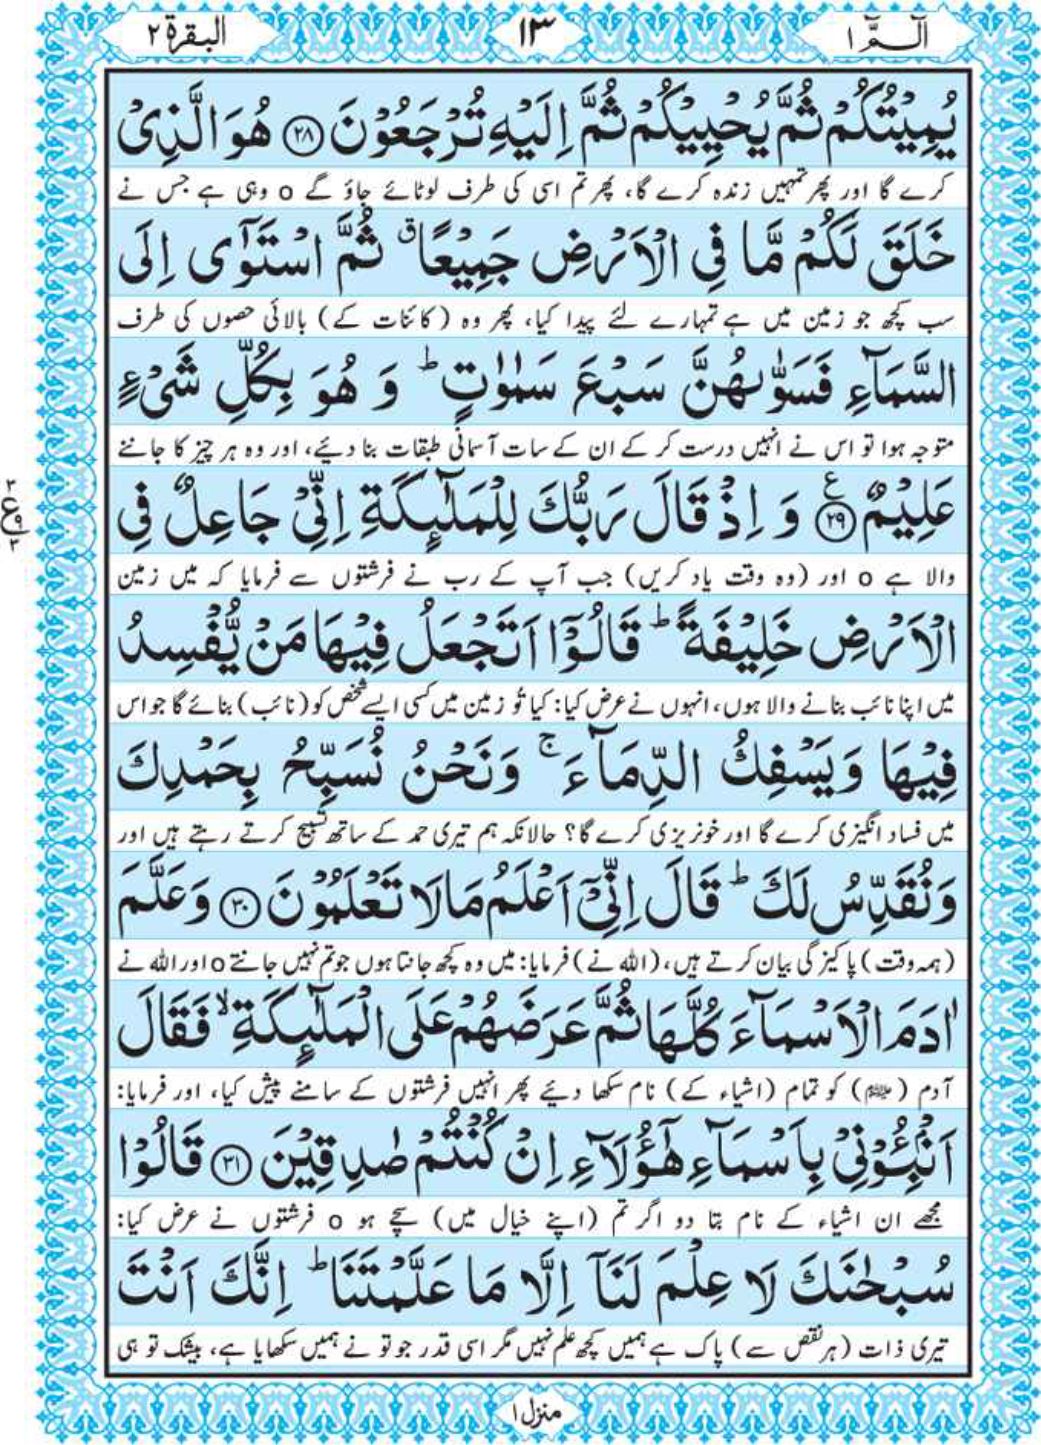 الٓـمّٓ ١
١٣
البقرة ٢
يُمِيْتُكُمْ ثُمَّ يُحْيِيْكُمْ ثُمَّ اِلَيْهِ تُرْجَعُوْنَ ﴿٢٨﴾ هُوَ الَّذِىْ
کرے گا اور پھر تمہیں زندہ کرے گا، پھر تم اسی کی طرف لوٹائے جاؤ گے o وہی ہے جس نے
خَلَقَ لَكُمْ مَّا فِى الْاَرْضِ جَمِيْعًا ۗ ثُمَّ اسْتَوٰٓى اِلَى
سب کچھ جو زمین میں ہے تمہارے لئے پیدا کیا، پھر وہ (کائنات کے) بالائی حصوں کی طرف
السَّمَآءِ فَسَوّٰىهُنَّ سَبْعَ سَمٰوٰتٍ ؕ وَ هُوَ بِكُلِّ شَىْءٍ
متوجہ ہوا تو اس نے انہیں درست کر کے ان کے سات آسمانی طبقات بنا دیئے، اور وہ ہر چیز کا جاننے
عَلِيْمٌ ﴿٢٩﴾ ع وَ اِذْ قَالَ رَبُّكَ لِلْمَلٰٓئِكَةِ اِنِّىْ جَاعِلٌ فِى
٣
ع
٩
٣
والا ہے o اور (وہ وقت یاد کریں) جب آپ کے رب نے فرشتوں سے فرمایا کہ میں زمین
الْاَرْضِ خَلِيْفَةً ؕ قَالُوْٓا اَتَجْعَلُ فِيْهَا مَنْ يُّفْسِدُ
میں اپنا نائب بنانے والا ہوں، انہوں نے عرض کیا: کیا تُو زمین میں کسی ایسے شخص کو (نائب) بنائے گا جو اس
فِيْهَا وَيَسْفِكُ الدِّمَآءَ ۚ وَنَحْنُ نُسَبِّحُ بِحَمْدِكَ
میں فساد انگیزی کرے گا اور خونریزی کرے گا؟ حالانکہ ہم تیری حمد کے ساتھ تسبیح کرتے رہتے ہیں اور
وَنُقَدِّسُ لَكَ ؕ قَالَ اِنِّىْٓ اَعْلَمُ مَا لَا تَعْلَمُوْنَ ﴿٣٠﴾ وَعَلَّمَ
(ہمہ وقت) پاکیزگی بیان کرتے ہیں، (اللہ نے) فرمایا: میں وہ کچھ جانتا ہوں جو تم نہیں جانتے o اور اللہ نے
اٰدَمَ الْاَسْمَآءَ كُلَّهَا ثُمَّ عَرَضَهُمْ عَلَى الْمَلٰٓئِكَةِ ۙ فَقَالَ
آدم (علیہ السلام) کو تمام (اشیاء کے) نام سکھا دیئے پھر انہیں فرشتوں کے سامنے پیش کیا، اور فرمایا:
اَنْۢبِـُٔوْنِىْ بِاَسْمَآءِ هٰٓؤُلَآءِ اِنْ كُنْتُمْ صٰدِقِيْنَ ﴿٣١﴾ قَالُوْا
مجھے ان اشیاء کے نام بتا دو اگر تم (اپنے خیال میں) سچے ہو o فرشتوں نے عرض کیا:
سُبْحٰنَكَ لَا عِلْمَ لَنَآ اِلَّا مَا عَلَّمْتَنَا ؕ اِنَّكَ اَنْتَ
تیری ذات (ہر نقص سے) پاک ہے ہمیں کچھ علم نہیں مگر اسی قدر جو تو نے ہمیں سکھایا ہے، بیشک تو ہی
منزل ١